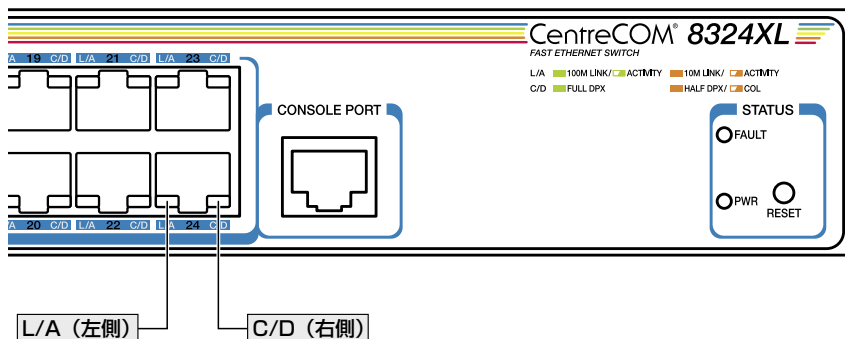 CentreCOM® 8324XL
FAST ETHERNET SWITCH
L/A 100M LINK/ ACTIVITY 10M LINK/ ACTIVITY
C/D FULL DPX HALF DPX/ COL
/A 19 C/D L/A 21 C/D L/A 23 C/D
CONSOLE PORT
STATUS
FAULT
PWR
RESET
/A 20 C/D L/A 22 C/D L/A 24 C/D
L/A（左側） C/D（右側）